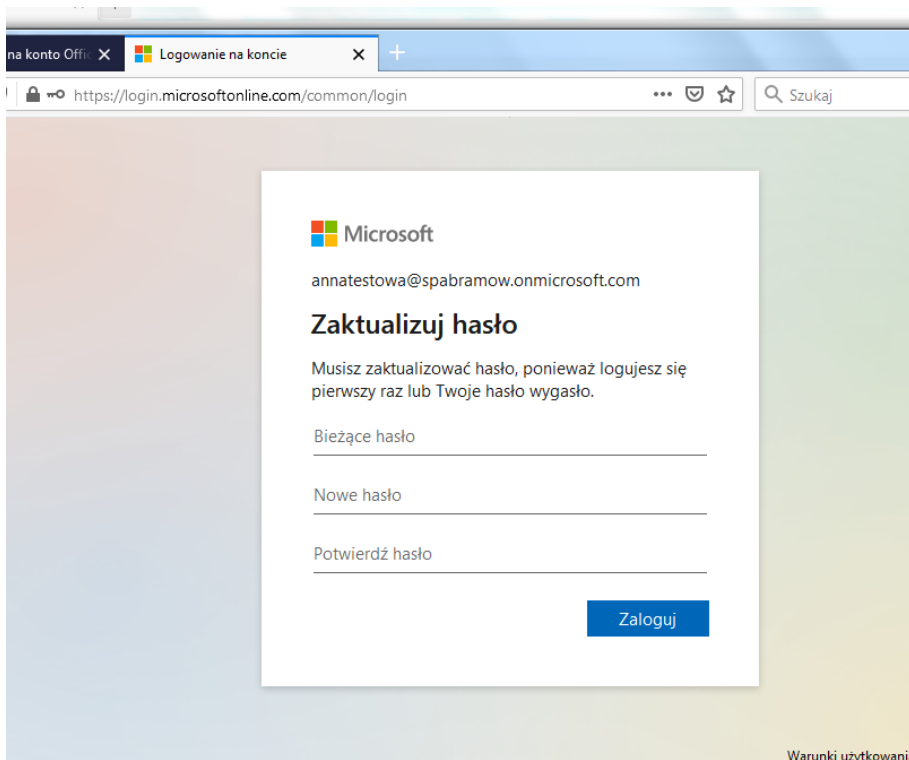 na konto Offic
Logowanie na koncie
https://login.microsoftonline.com/common/login
Szukaj
Microsoft
annatestowa@spabramow.onmicrosoft.com
Zaktualizuj hasło
Musisz zaktualizować hasło, ponieważ logujesz się
pierwszy raz lub Twoje hasło wygasło.
Bieżące hasło
Nowe hasło
Potwierdź hasło
Zaloguj
Warunki użytkowani